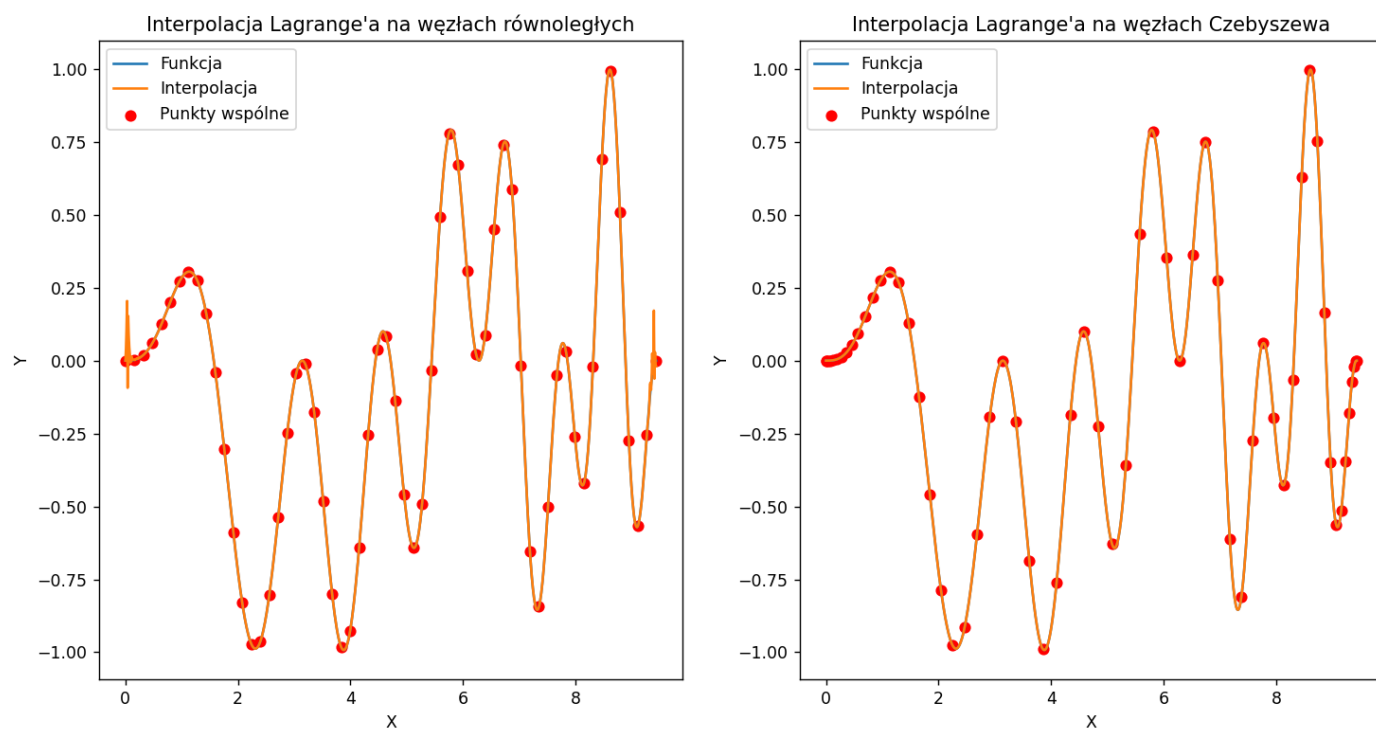 Interpolacja Lagrange'a na węzłach równoległych
Funkcja
Interpolacja
Punkty wspólne
1.00
0.75
0.50
0.25
0.00
−0.25
−0.50
−0.75
−1.00
Y
0 2 4 6 8
X
Interpolacja Lagrange'a na węzłach Czebyszewa
Funkcja
Interpolacja
Punkty wspólne
1.00
0.75
0.50
0.25
0.00
−0.25
−0.50
−0.75
−1.00
Y
0 2 4 6 8
X